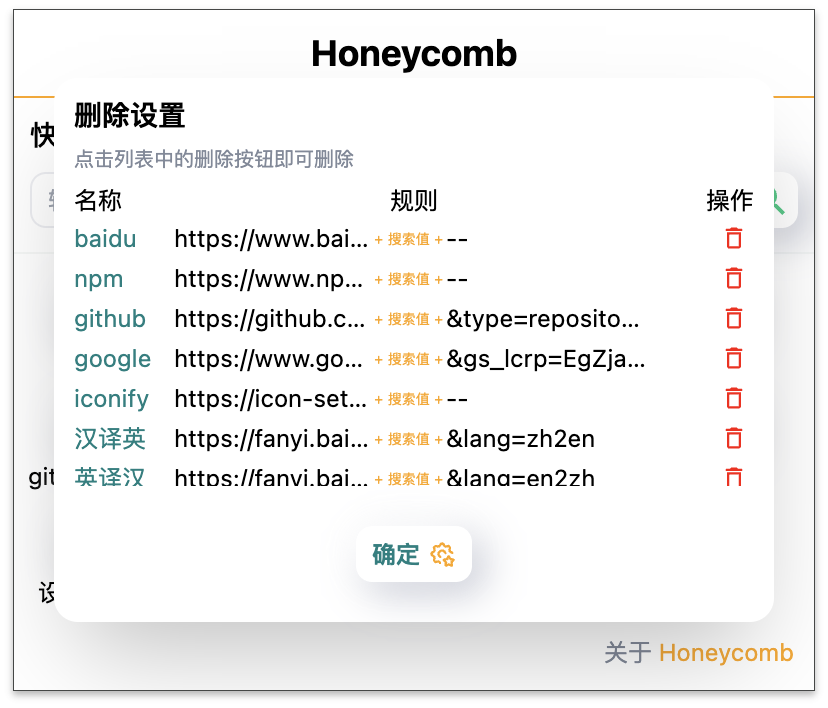 Honeycomb
快
删除设置
点击列表中的删除按钮即可删除
名称 规则 操作
baidu https://www.bai... + 搜索值 + --
npm https://www.np... + 搜索值 + --
github https://github.c... + 搜索值 + &type=reposito...
google https://www.go... + 搜索值 + &gs_lcrp=EgZja...
iconify https://icon-set... + 搜索值 + --
汉译英 https://fanyi.bai... + 搜索值 + &lang=zh2en
英译汉 https://fanyi.bai... + 搜索值 + &lang=en2zh
git
确定
设
关于 Honeycomb